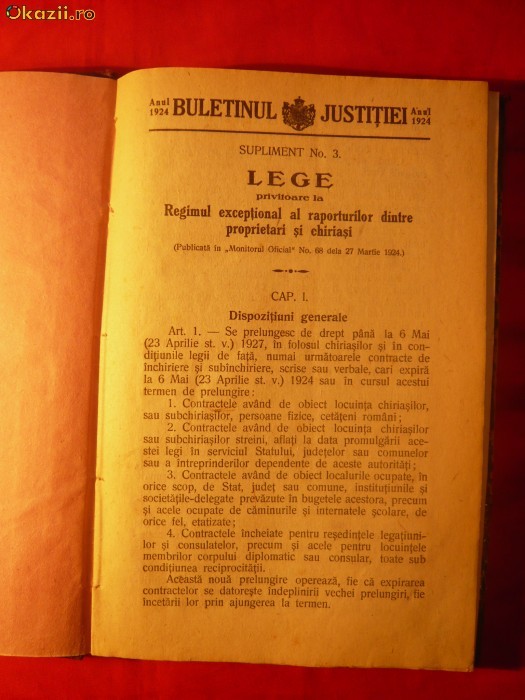 Okazii.ro
Anul 1924 BULETINUL JUSTIȚIEI Anul 1924
SUPLIMENT No. 3.
LEGE
privitoare la
Regimul excepțional al raporturilor dintre
proprietari și chiriași
(Publicată în „Monitorul Oficial" No. 68 dela 27 Martie 1924.)
CAP. I.
Dispozițiuni generale
Art. 1. — Se prelungesc de drept până la 6 Mai
(23 Aprilie st. v.) 1927, în folosul chiriașilor și în con-
dițiunile legii de față, numai următoarele contracte de
închiriere și subînchiriere, scrise sau verbale, cari expiră
la 6 Mai (23 Aprilie st. v.) 1924 sau în cursul acestui
termen de prelungire :
1. Contractele având de obiect locuința chiriașilor,
sau subchiriașilor, persoane fizice, cetățeni români ;
2. Contractele având de obiect locuința chiriașilor
sau subchiriașilor streini, aflați la data promulgării ace-
stei legi în serviciul Statului, județelor sau comunelor
sau a întreprinderilor dependente de aceste autorități ;
3. Contractele având de obiect localurile ocupate, în
orice scop, de Stat, județ sau comune, instituțiunile și
societățile-delegate prevăzute în bugetele acestora, precum
și acele ocupate de căminurile și internatele școlare, de
orice fel, etatizate ;
4. Contractele încheiate pentru reședințele legațiuni-
lor și consulatelor, precum și acele pentru locuințele
membrilor corpului diplomatic sau consular, toate sub
condițiunea reciprocității.
Această nouă prelungire operează, fie că expirarea
contractelor se datorește îndeplinirii vechei prelungiri, fie
încetării lor prin ajungerea la termen.